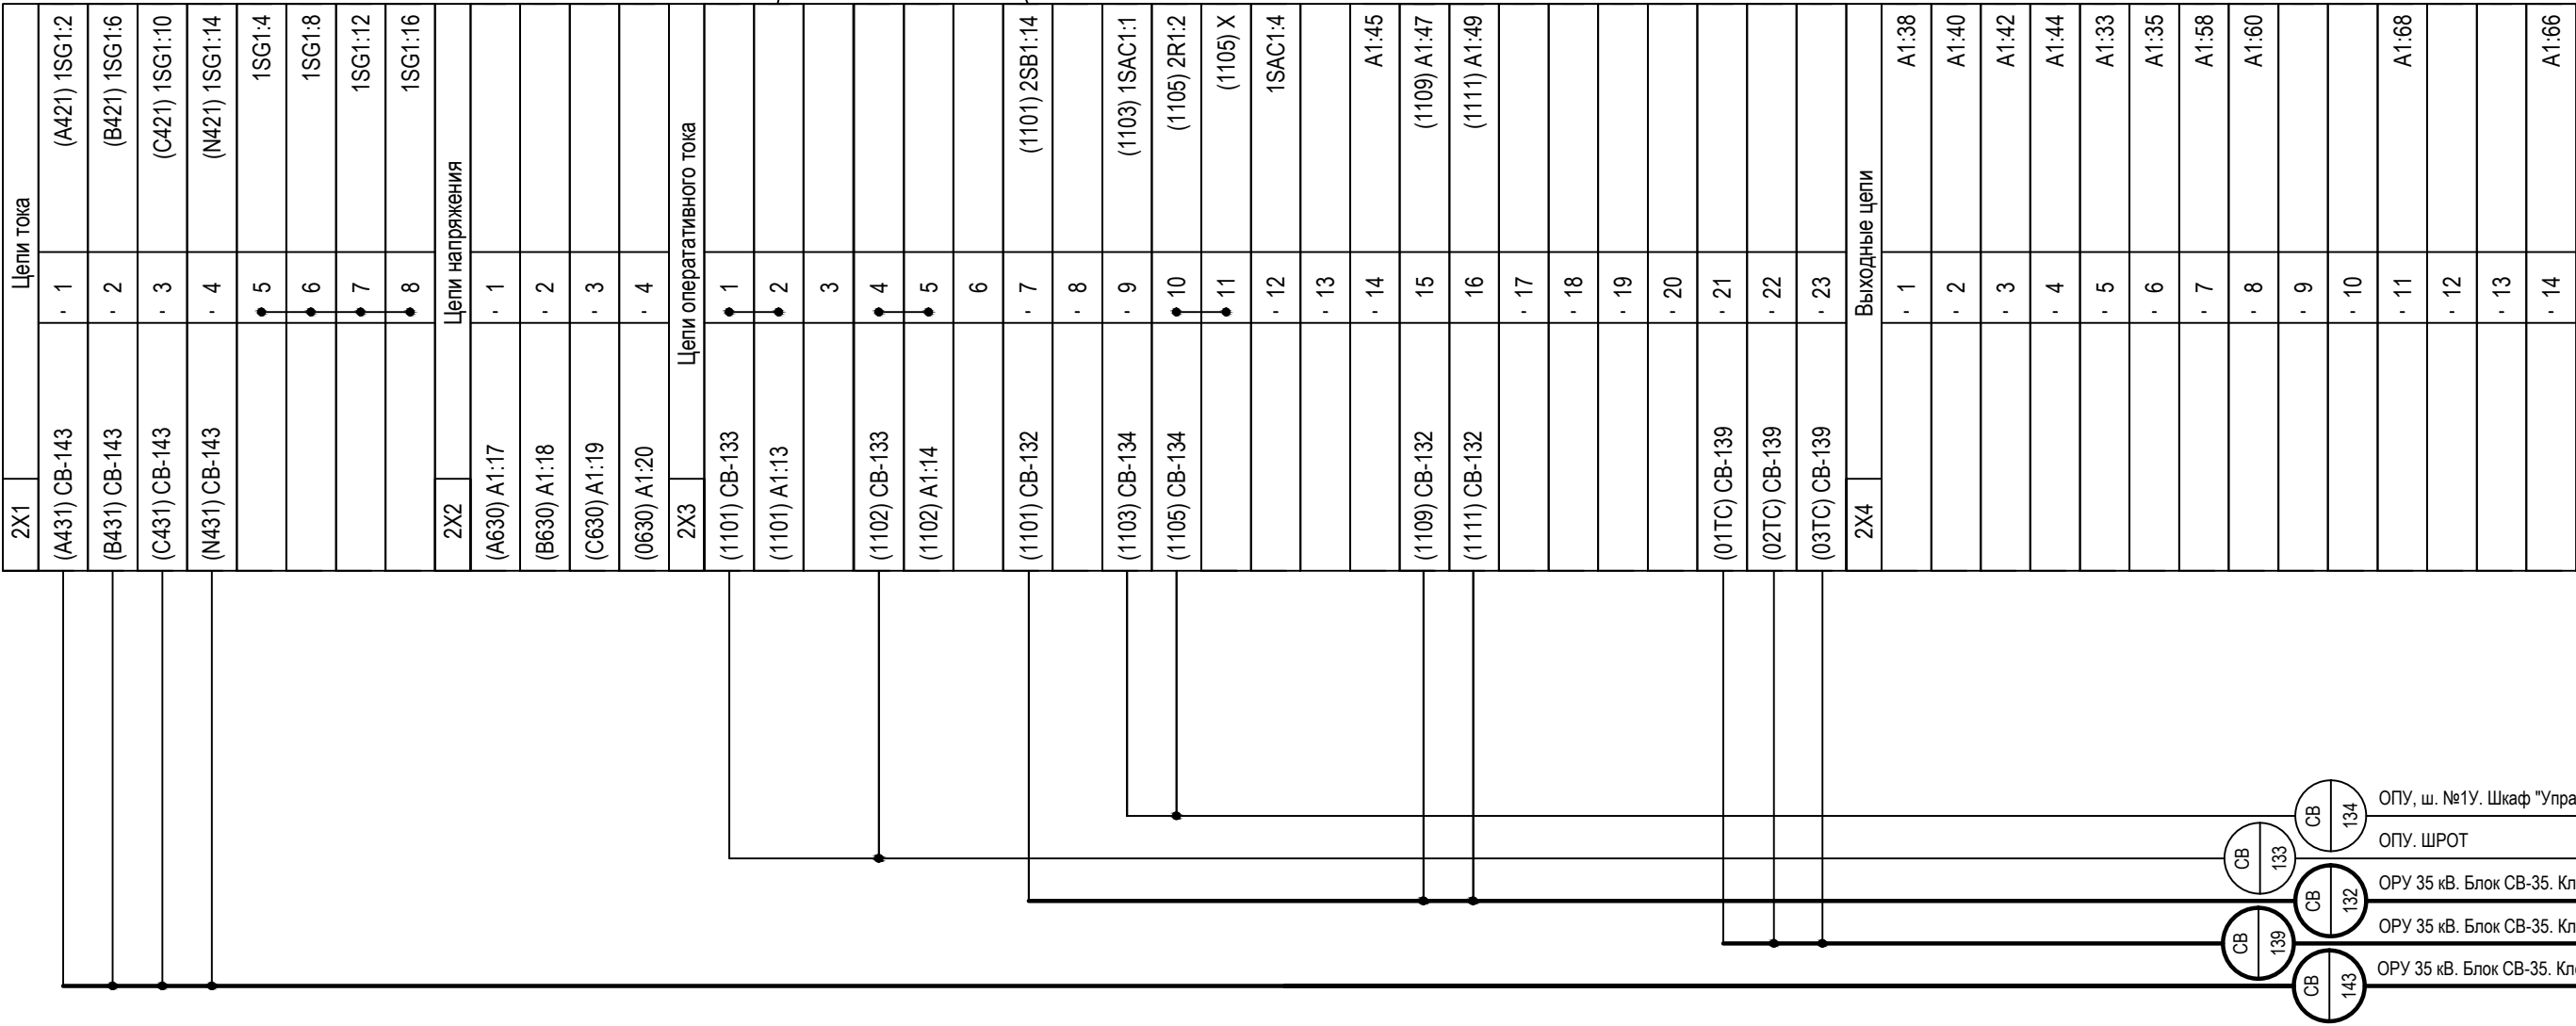 2X1 Цепи тока
(A431) СВ-143 - 1 (A421) 1SG1:2
(B431) СВ-143 - 2 (B421) 1SG1:6
(C431) СВ-143 - 3 (C421) 1SG1:10
(N431) СВ-143 - 4 (N421) 1SG1:14
5 1SG1:4
6 1SG1:8
7 1SG1:12
8 1SG1:16
2X2 Цепи напряжения
(A630) A1:17 - 1
(B630) A1:18 - 2
(C630) A1:19 - 3
(0630) A1:20 - 4
2X3 Цепи оператативного тока
(1101) СВ-133 1
(1101) A1:13 2
3
(1102) СВ-133 4
(1102) A1:14 5
6
(1101) СВ-132 - 7 (1101) 2SB1:14
- 8
(1103) СВ-134 - 9 (1103) 1SAC1:1
(1105) СВ-134 10 (1105) 2R1:2
11 (1105) X
- 12 1SAC1:4
- 13
- 14 A1:45
(1109) СВ-132 - 15 (1109) A1:47
(1111) СВ-132 - 16 (1111) A1:49
- 17
- 18
- 19
- 20
(01ТС) СВ-139 - 21
(02ТС) СВ-139 - 22
(03ТС) СВ-139 - 23
2X4 Выходные цепи
- 1 A1:38
- 2 A1:40
- 3 A1:42
- 4 A1:44
- 5 A1:33
- 6 A1:35
- 7 A1:58
- 8 A1:60
- 9
- 10
- 11 A1:68
- 12
- 13
- 14 A1:66
СВ 134 ОПУ, ш. №1У. Шкаф "Упра
СВ 133 ОПУ. ШРОТ
СВ 132 ОРУ 35 кВ. Блок СВ-35. Кл
СВ 139 ОРУ 35 кВ. Блок СВ-35. Кл
СВ 143 ОРУ 35 кВ. Блок СВ-35. Кл